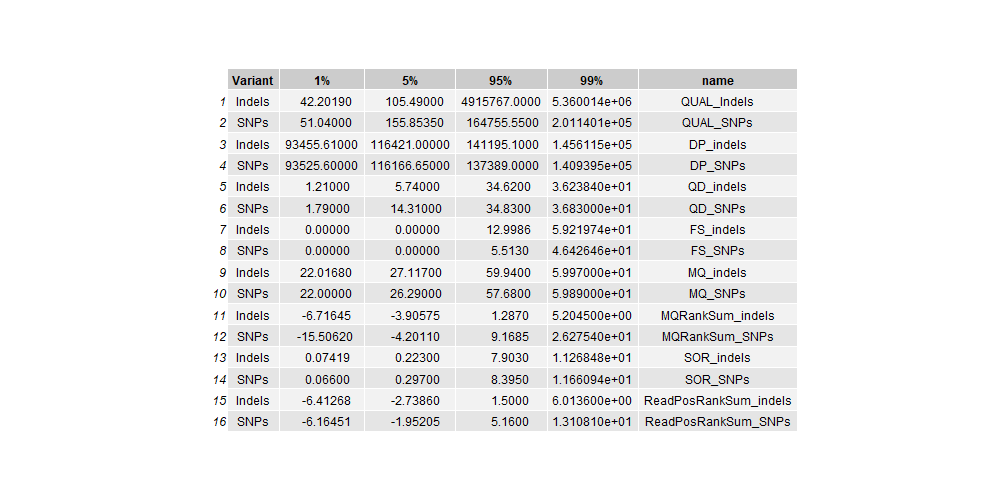 Variant 1% 5% 95% 99% name
1 Indels 42.20190 105.49000 4915767.0000 5.360014e+06 QUAL_Indels
2 SNPs 51.04000 155.85350 164755.5500 2.011401e+05 QUAL_SNPs
3 Indels 93455.61000 116421.00000 141195.1000 1.456115e+05 DP_indels
4 SNPs 93525.60000 116166.65000 137389.0000 1.409395e+05 DP_SNPs
5 Indels 1.21000 5.74000 34.6200 3.623840e+01 QD_indels
6 SNPs 1.79000 14.31000 34.8300 3.683000e+01 QD_SNPs
7 Indels 0.00000 0.00000 12.9986 5.921974e+01 FS_indels
8 SNPs 0.00000 0.00000 5.5130 4.642646e+01 FS_SNPs
9 Indels 22.01680 27.11700 59.9400 5.997000e+01 MQ_indels
10 SNPs 22.00000 26.29000 57.6800 5.989000e+01 MQ_SNPs
11 Indels -6.71645 -3.90575 1.2870 5.204500e+00 MQRankSum_indels
12 SNPs -15.50620 -4.20110 9.1685 2.627540e+01 MQRankSum_SNPs
13 Indels 0.07419 0.22300 7.9030 1.126848e+01 SOR_indels
14 SNPs 0.06600 0.29700 8.3950 1.166094e+01 SOR_SNPs
15 Indels -6.41268 -2.73860 1.5000 6.013600e+00 ReadPosRankSum_indels
16 SNPs -6.16451 -1.95205 5.1600 1.310810e+01 ReadPosRankSum_SNPs